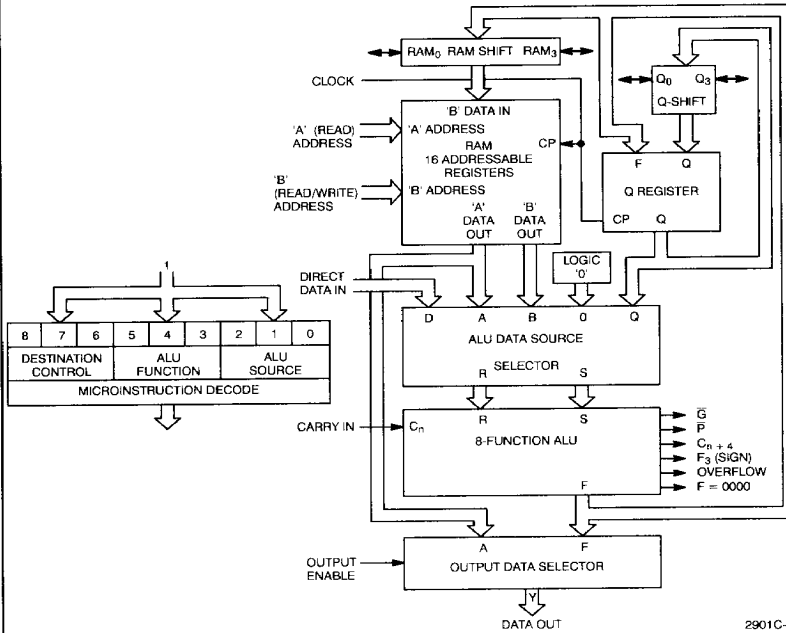 RAM0 RAM SHIFT RAM3
Q0 Q3
Q-SHIFT
CLOCK
'B' DATA IN
'A' (READ)
ADDRESS
'A' ADDRESS
RAM
16 ADDRESSABLE
REGISTERS
CP
'B'
(READ/WRITE)
ADDRESS
'B' ADDRESS
'A'
DATA
OUT
'B'
DATA
OUT
F Q
Q REGISTER
CP Q
LOGIC
'0'
DIRECT
DATA IN
D A B 0 Q
ALU DATA SOURCE
SELECTOR
R S
1
8 7 6 5 4 3 2 1 0
DESTINATION
CONTROL
ALU
FUNCTION
ALU
SOURCE
MICROINSTRUCTION DECODE
CARRY IN
Cn
R S
8-FUNCTION ALU
F
G̅
P̅
Cn + 4
F3 (SIGN)
OVERFLOW
F = 0000
OUTPUT
ENABLE
A F
OUTPUT DATA SELECTOR
Y
DATA OUT
2901C-